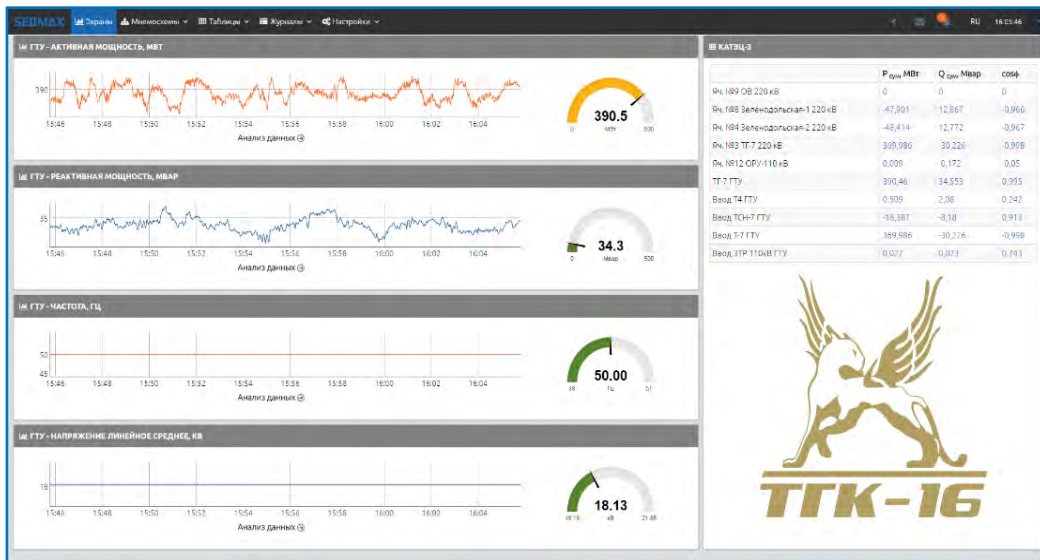 SEDMAX Экраны Мнемосхемы Таблицы Журналы Настройки RU 16:05:46
ГТУ - АКТИВНАЯ МОЩНОСТЬ, МВТ
390
15:46 15:48 15:50 15:52 15:54 15:56 15:58 16:00 16:02 16:04
Анализ данных
390.5
0 МВт 500
ГТУ - РЕАКТИВНАЯ МОЩНОСТЬ, МВАР
35
15:46 15:48 15:50 15:52 15:54 15:56 15:58 16:00 16:02 16:04
Анализ данных
34.3
0 Мвар 500
ГТУ - ЧАСТОТА, ГЦ
50
45
15:46 15:48 15:50 15:52 15:54 15:56 15:58 16:00 16:02 16:04
Анализ данных
50.00
49 Гц 51
ГТУ - НАПРЯЖЕНИЕ ЛИНЕЙНОЕ СРЕДНЕЕ, КВ
18
15:46 15:48 15:50 15:52 15:54 15:56 15:58 16:00 16:02 16:04
Анализ данных
18.13
кВ
КАТЭЦ-3
P сум, МВт Q сум, Мвар cosф
Яч. №9 ОВ 220 кВ 0 0 0
Яч. №8 Зеленодольская-1 220 кВ -47,901 12,867 -0,966
Яч. №4 Зеленодольская-2 220 кВ -48,414 12,772 -0,967
Яч. №3 ТГ-7 220 кВ 369,986 -30,226 -0,998
Яч. №12 ОРУ-110 кВ 0,009 -0,172 0,05
ТГ-7 ГТУ 390,46 34,553 0,995
Ввод Т4 ГТУ 0,509 2,08 0,242
Ввод ТСН-7 ГТУ -18,387 -8,18 0,913
Ввод Т-7 ГТУ 369,986 -30,226 -0,998
Ввод ЗТР 110кВ ГТУ 0,027 0,023 0,743
ТГК-16